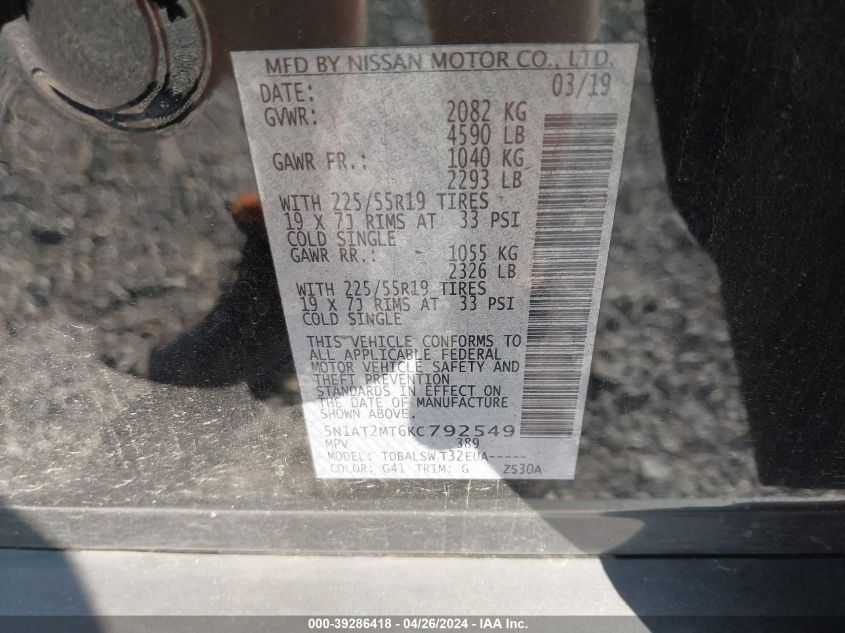 MFD BY NISSAN MOTOR CO., LTD.
DATE: 03/19
GVWR: 2082 KG
4590 LB
GAWR FR.: 1040 KG
2293 LB
WITH 225/55R19 TIRES
19 X 7J RIMS AT 33 PSI
COLD SINGLE
GAWR RR.: 1055 KG
2326 LB
WITH 225/55R19 TIRES
19 X 7J RIMS AT 33 PSI
COLD SINGLE
THIS VEHICLE CONFORMS TO
ALL APPLICABLE FEDERAL
MOTOR VEHICLE SAFETY AND
THEFT PREVENTION
STANDARDS IN EFFECT ON
THE DATE OF MANUFACTURE
SHOWN ABOVE.
5N1AT2MT6KC792549
MPV 389
MODEL: TDBALSW T32EUA-----
COLOR: G41 TRIM: G ZS30A
000-39286418 - 04/26/2024 - IAA Inc.